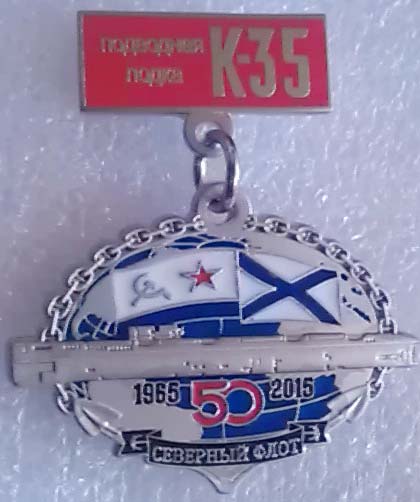 подводная
лодка
К-35
1965 50 2015
СЕВЕРНЫЙ ФЛОТ